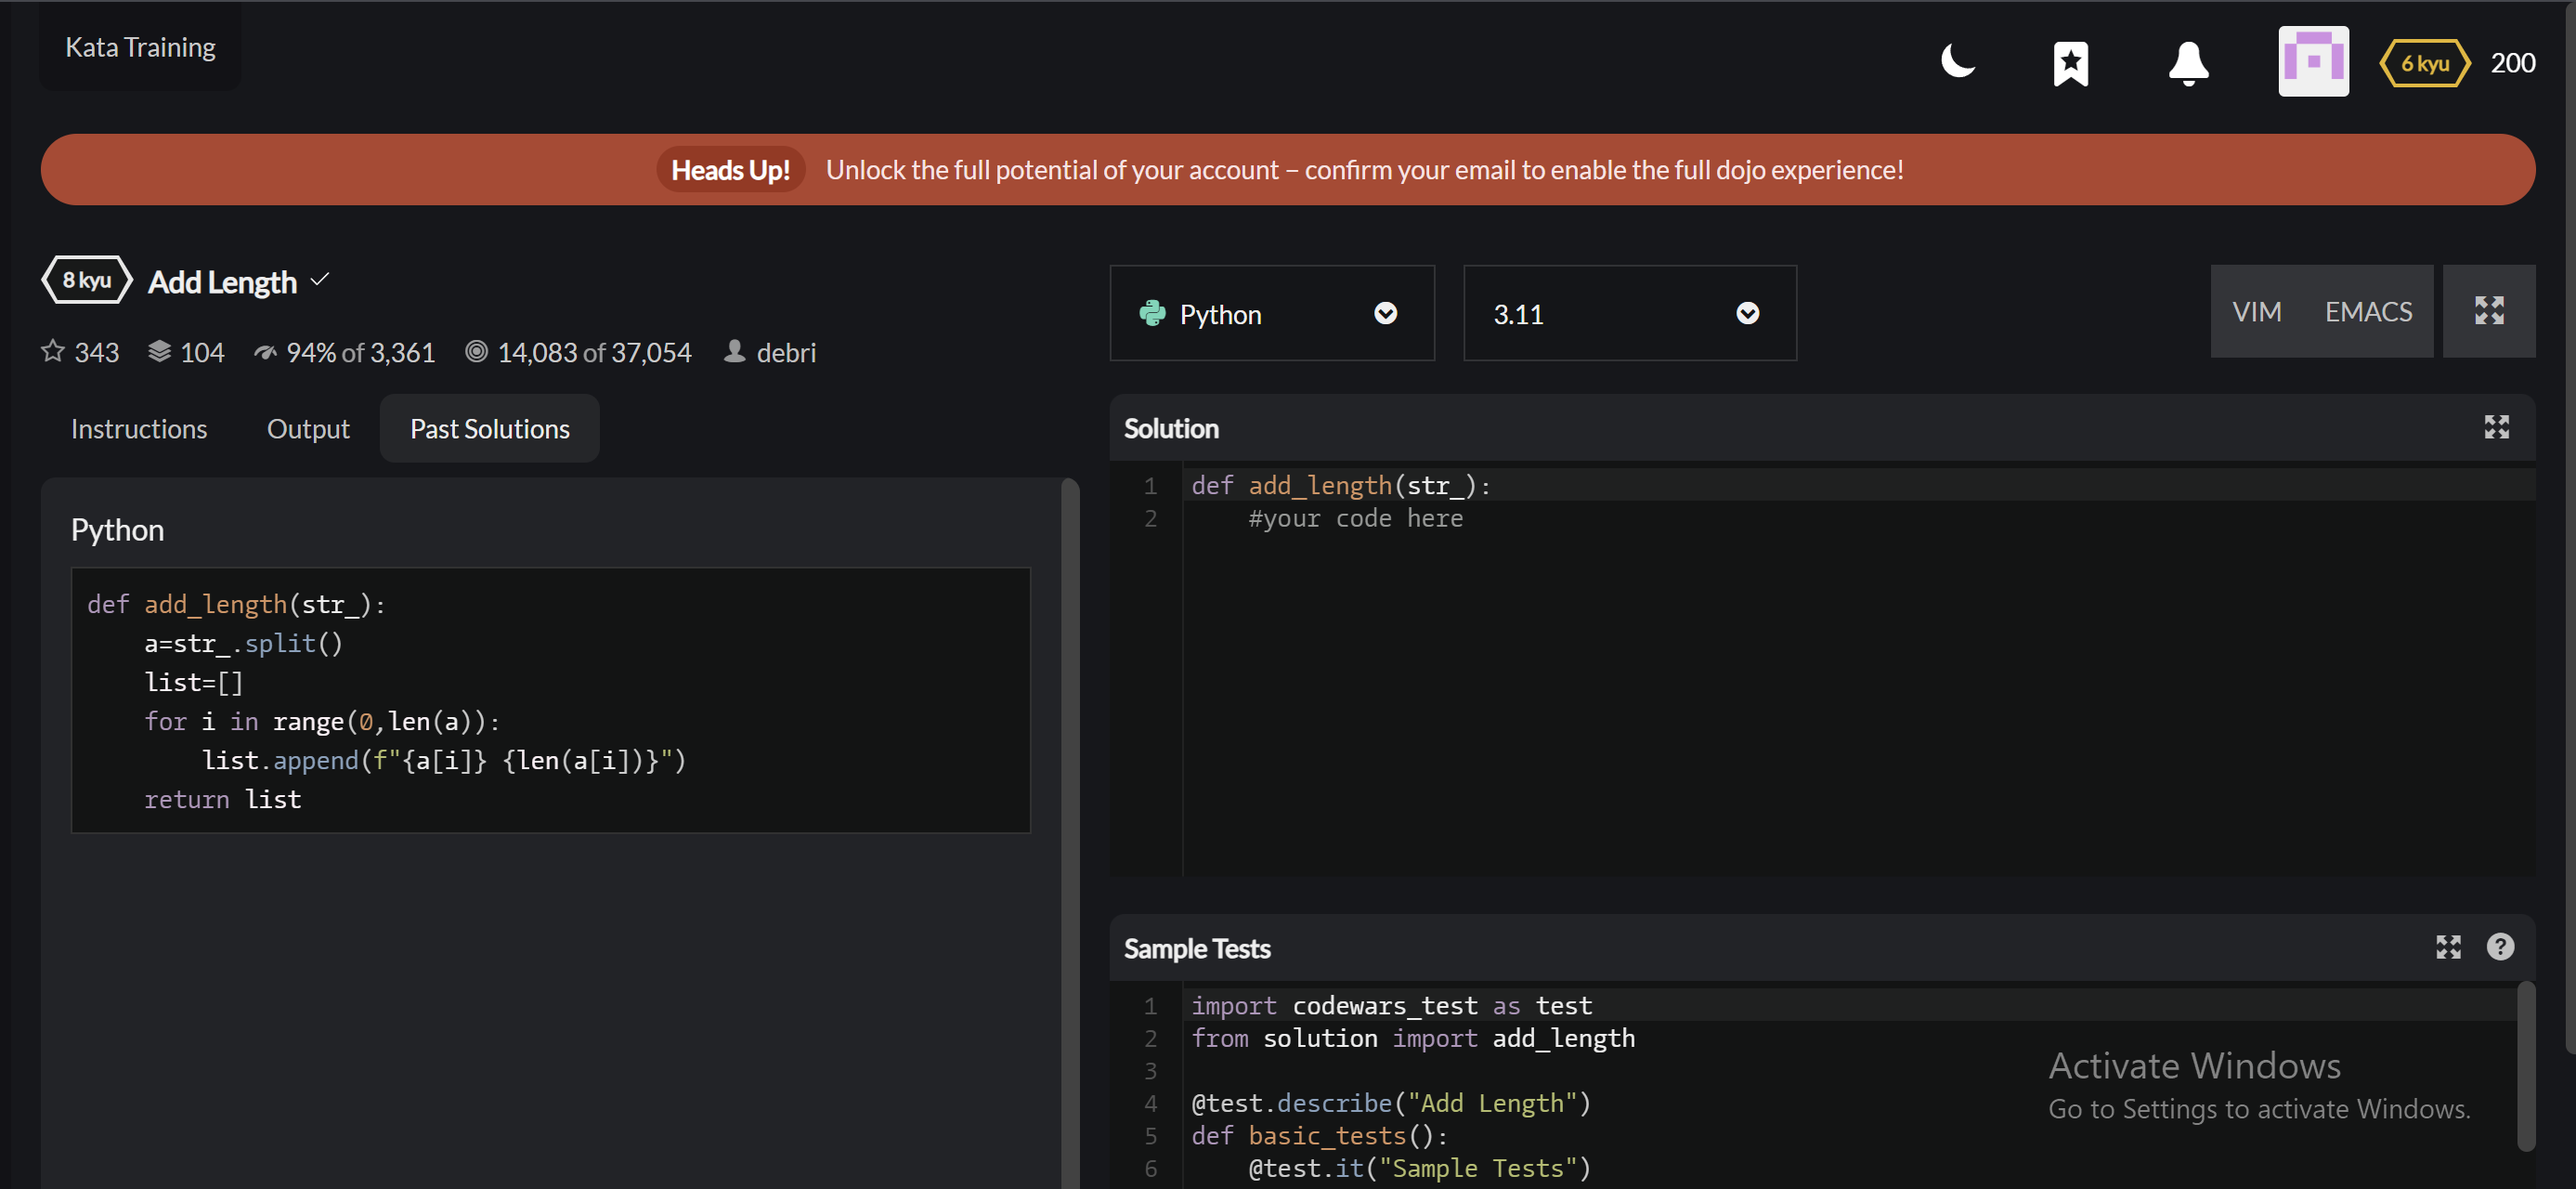 Kata Training
6 kyu 200
Heads Up! Unlock the full potential of your account – confirm your email to enable the full dojo experience!
8 kyu Add Length
343 104 94% of 3,361 14,083 of 37,054 debri
Instructions Output Past Solutions
Python
def add_length(str_):
    a=str_.split()
    list=[]
    for i in range(0,len(a)):
        list.append(f"{a[i]} {len(a[i])}")
    return list
Python 3.11 VIM EMACS
Solution
1 def add_length(str_):
2     #your code here
Sample Tests
?
1 import codewars_test as test
2 from solution import add_length
3
4 @test.describe("Add Length")
5 def basic_tests():
6     @test.it("Sample Tests")
Activate Windows
Go to Settings to activate Windows.